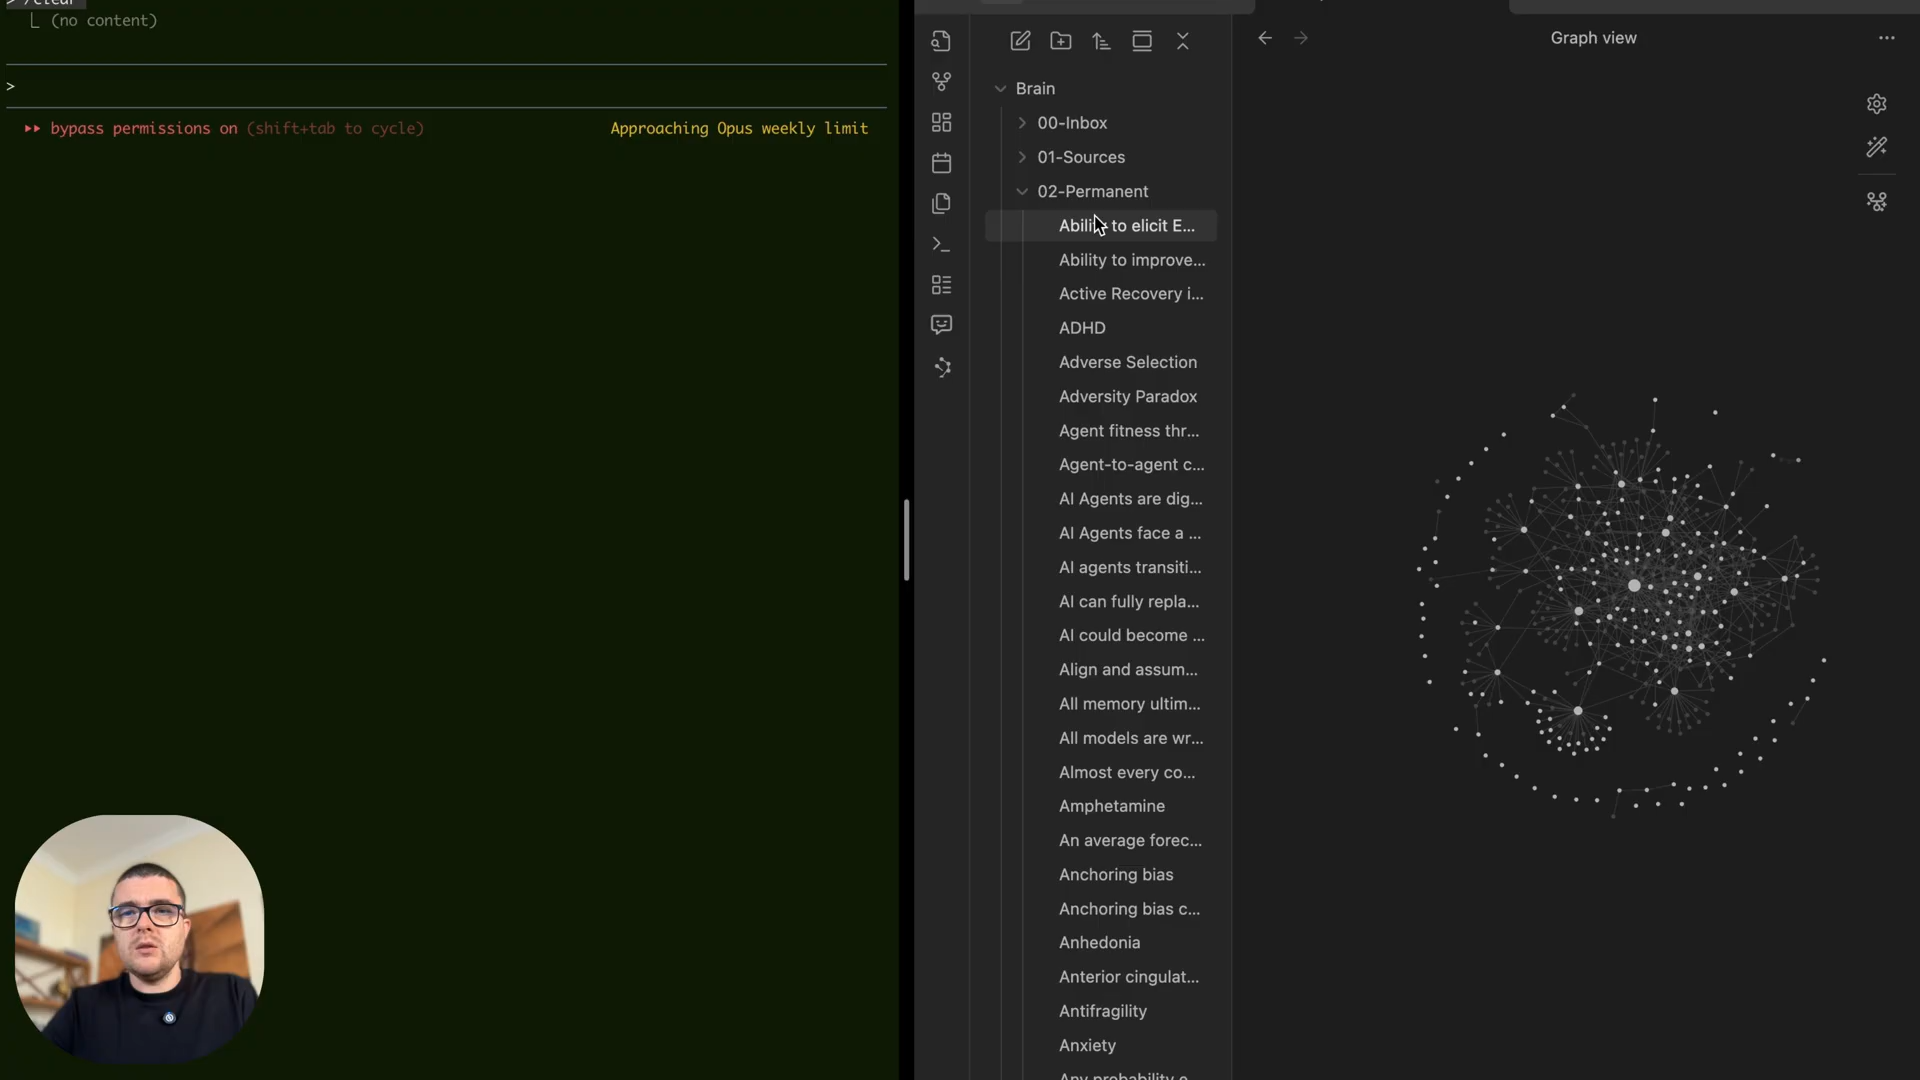 > /clear
(no content)
>
bypass permissions on (shift+tab to cycle)
Approaching Opus weekly limit
Graph view
Brain
00-Inbox
01-Sources
02-Permanent
Ability to elicit E...
Ability to improve...
Active Recovery i...
ADHD
Adverse Selection
Adversity Paradox
Agent fitness thr...
Agent-to-agent c...
AI Agents are dig...
AI Agents face a ...
AI agents transiti...
AI can fully repla...
AI could become ...
Align and assum...
All memory ultim...
All models are wr...
Almost every co...
Amphetamine
An average forec...
Anchoring bias
Anchoring bias c...
Anhedonia
Anterior cingulat...
Antifragility
Anxiety
Any probability